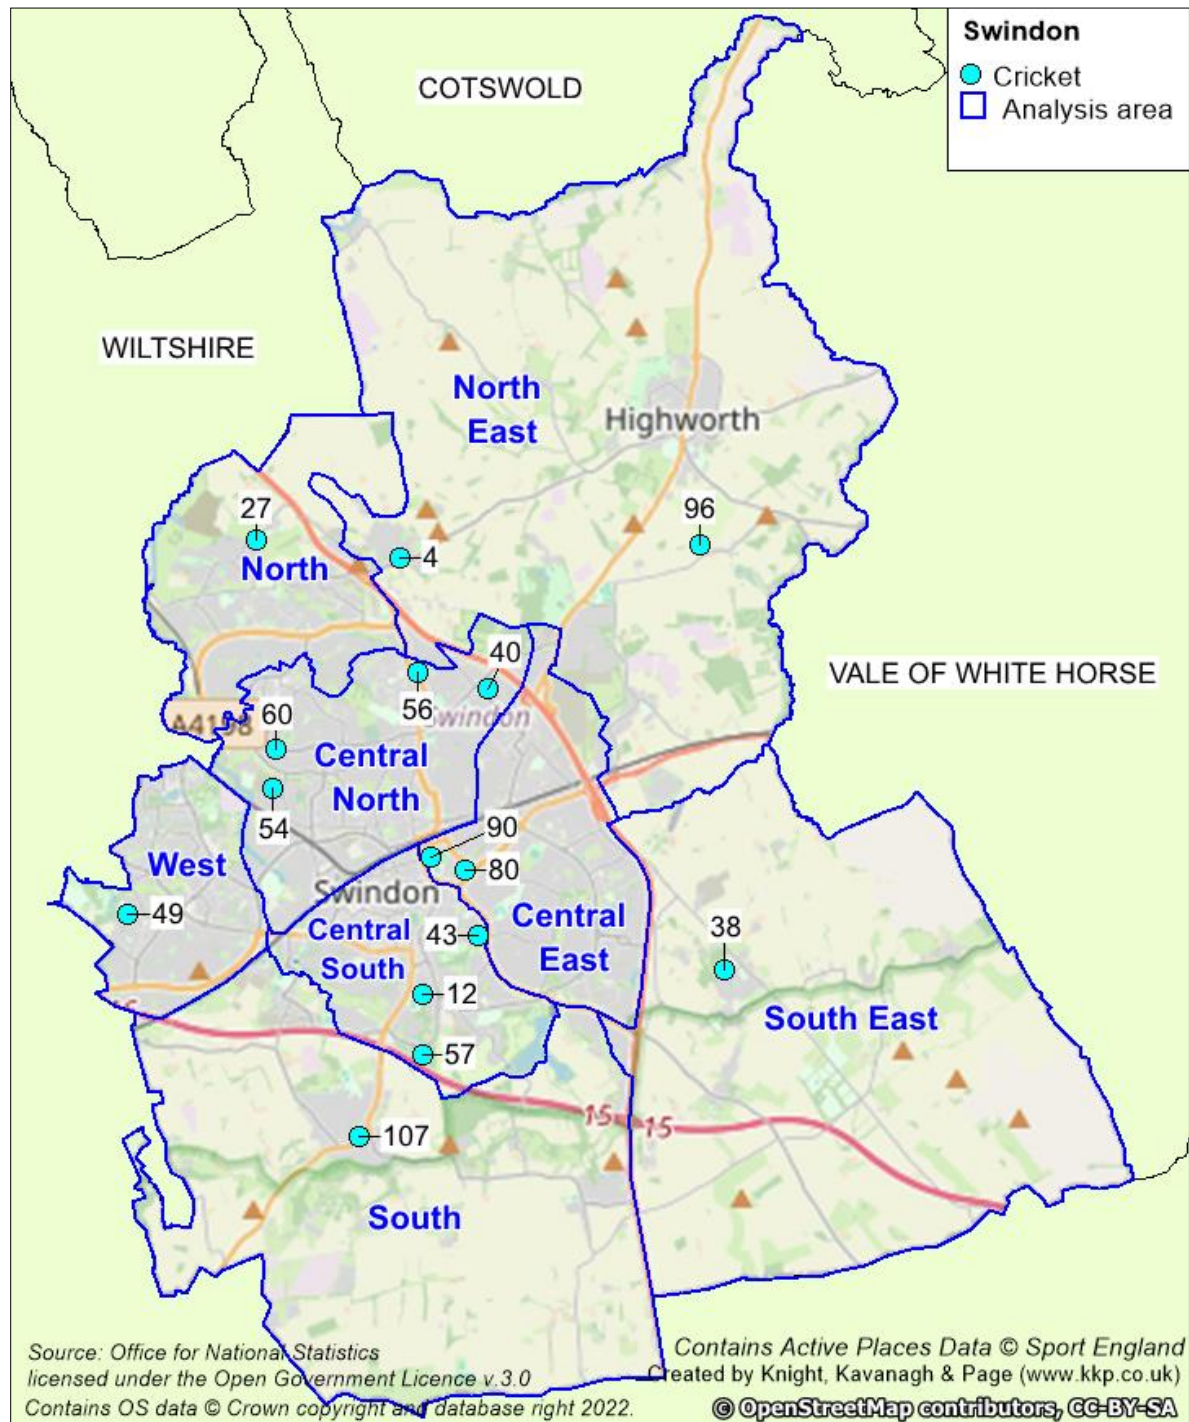 Swindon
Cricket
Analysis area
COTSWOLD
WILTSHIRE
North
East
Highworth
27
96
4
North
40
VALE OF WHITE HORSE
56
Swindon
A4198
60
Central
North
54
90
West
80
Swindon
49
Central
South
43
Central
East
38
12
South East
57
15
15
107
South
Source: Office for National Statistics
licensed under the Open Government Licence v.3.0
Contains OS data © Crown copyright and database right 2022.
Contains Active Places Data © Sport England
Created by Knight, Kavanagh & Page (www.kkp.co.uk)
© OpenStreetMap contributors, CC-BY-SA